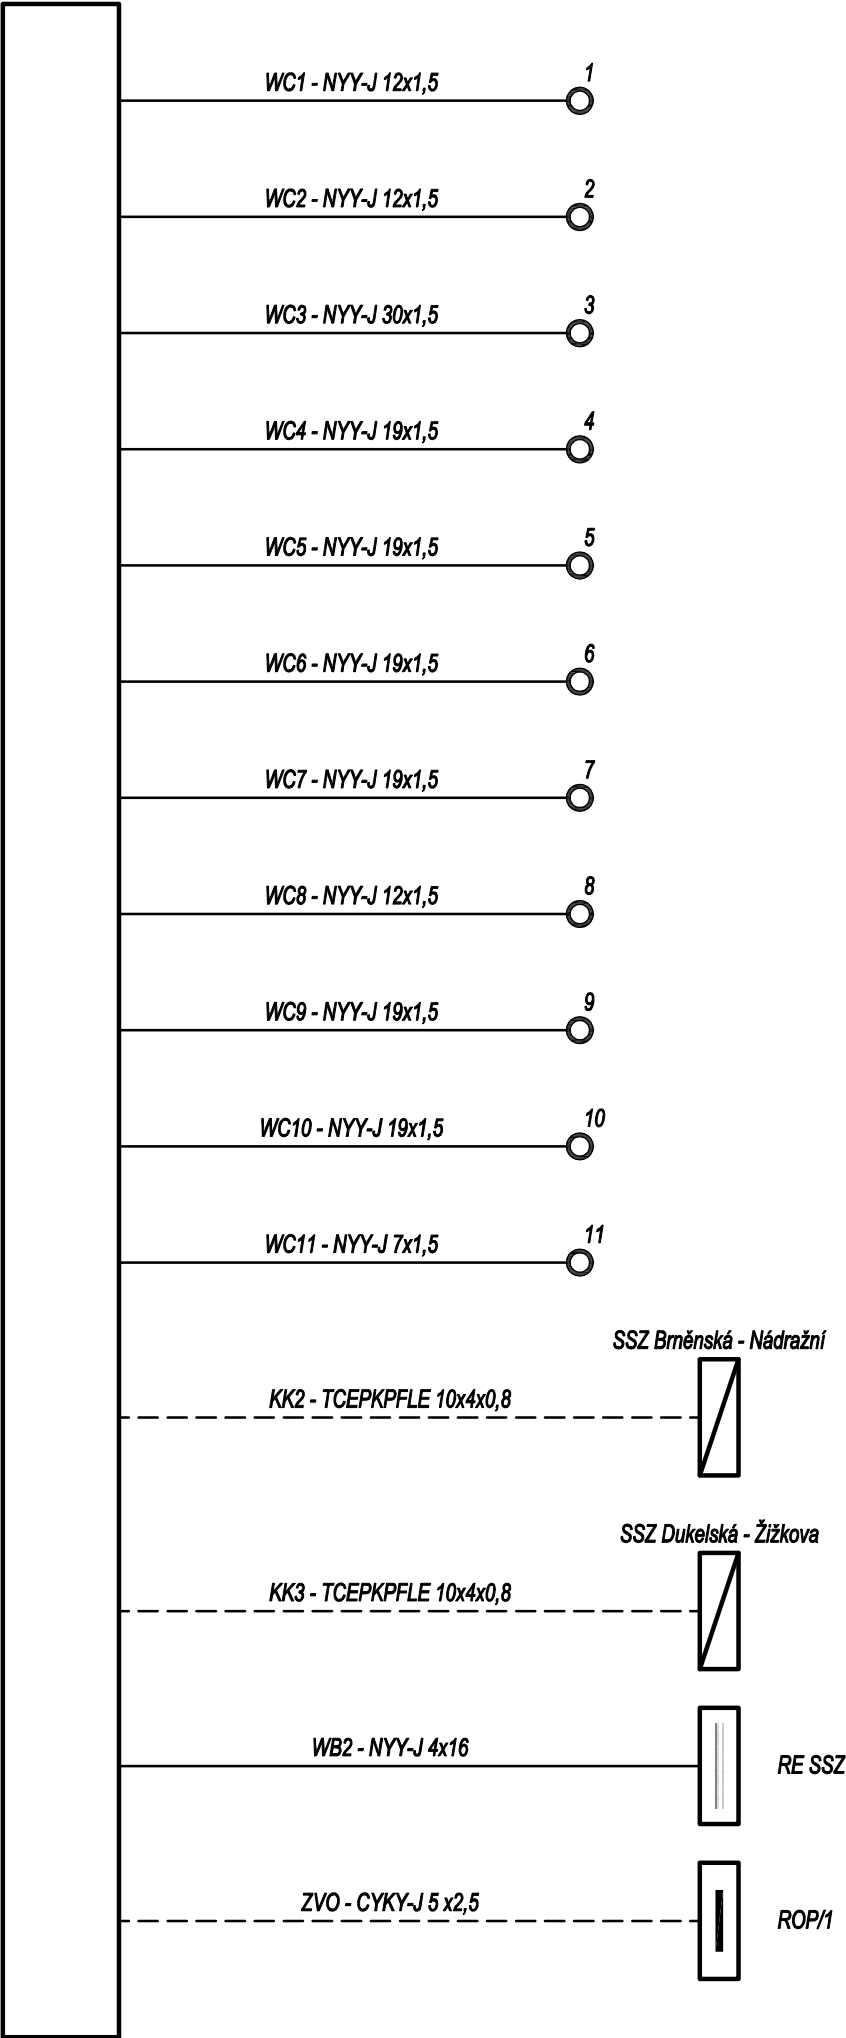 1
WC1 - NYY-J 12x1,5
2
WC2 - NYY-J 12x1,5
3
WC3 - NYY-J 30x1,5
4
WC4 - NYY-J 19x1,5
5
WC5 - NYY-J 19x1,5
6
WC6 - NYY-J 19x1,5
7
WC7 - NYY-J 19x1,5
8
WC8 - NYY-J 12x1,5
9
WC9 - NYY-J 19x1,5
10
WC10 - NYY-J 19x1,5
11
WC11 - NYY-J 7x1,5
SSZ Brněnská - Nádražní
KK2 - TCEPKPFLE 10x4x0,8
SSZ Dukelská - Žižkova
KK3 - TCEPKPFLE 10x4x0,8
WB2 - NYY-J 4x16
RE SSZ
ZVO - CYKY-J 5 x2,5
ROP/1